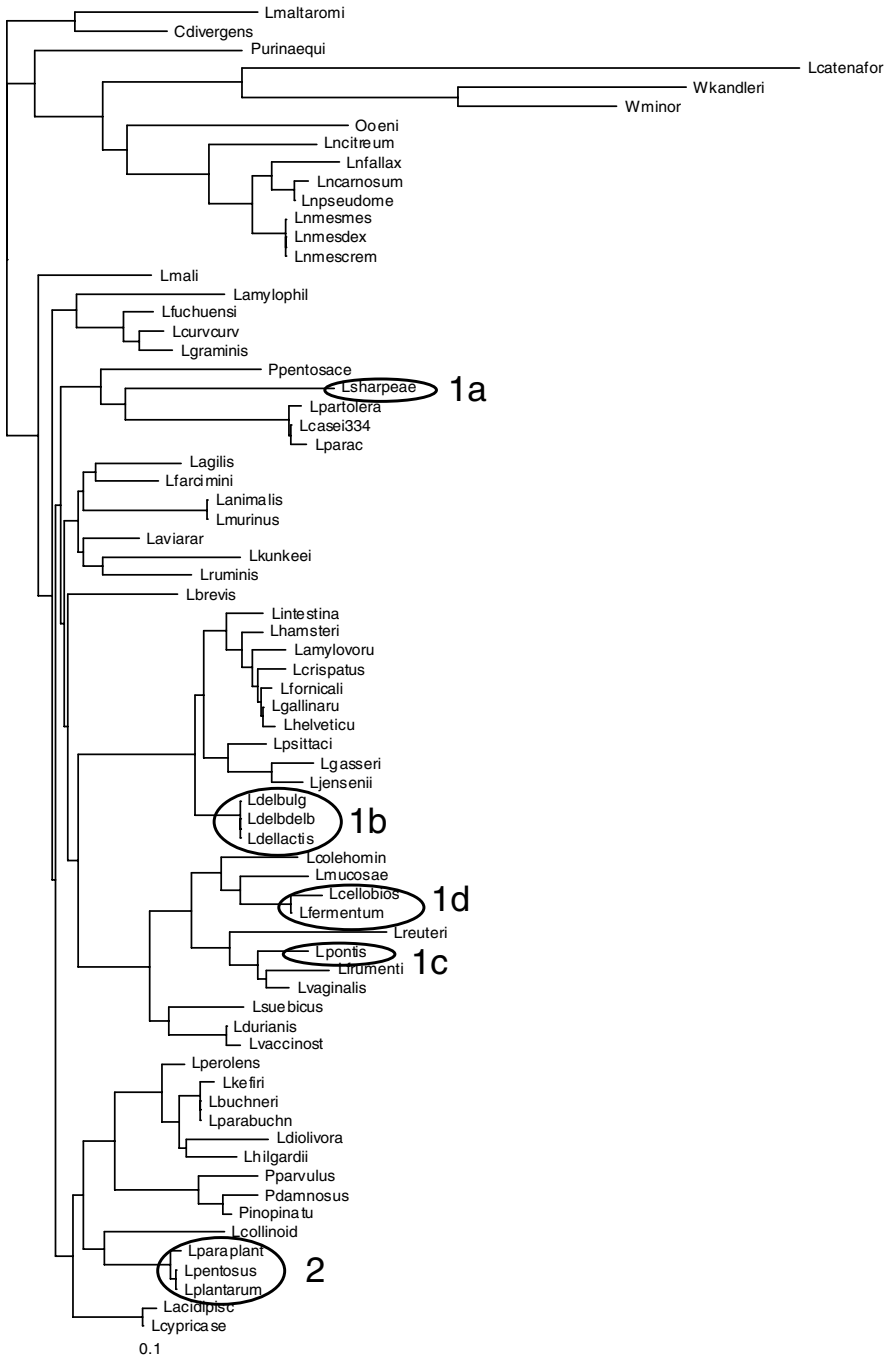 Lmaltaromi
Cdivergens
Purinaequi
Lcatenafor
Wkandleri
Wminor
Ooeni
Lncitreum
Lnfallax
Lncarnosum
Lnpseudome
Lnmesmes
Lnmesdex
Lnmescrem
Lmali
Lamylophil
Lfuchuensi
Lcurvcurv
Lgraminis
Ppentosace
Lsharpeae 1a
Lpartolera
Lcasei334
Lparac
Lagilis
Lfarcimini
Lanimalis
Lmurinus
Laviarar
Lkunkeei
Lruminis
Lbrevis
Lintestina
Lhamsteri
Lamylovoru
Lcrispatus
Lfornicali
Lgallinaru
Lhelveticu
Lpsittaci
Lgasseri
Ljensenii
Ldelbulg
Ldelbdelb 1b
Ldellactis
Lcolehomin
Lmucosae
Lcellobios 1d
Lfermentum
Lreuteri
Lpontis 1c
Lfrumenti
Lvaginalis
Lsuebicus
Ldurianis
Lvaccinost
Lperolens
Lkefiri
Lbuchneri
Lparabuchn
Ldiolivora
Lhilgardii
Pparvulus
Pdamnosus
Pinopinatu
Lcollinoid
Lparaplant
Lpentosus 2
Lplantarum
Lacidipisc
Lcypricase
0.1